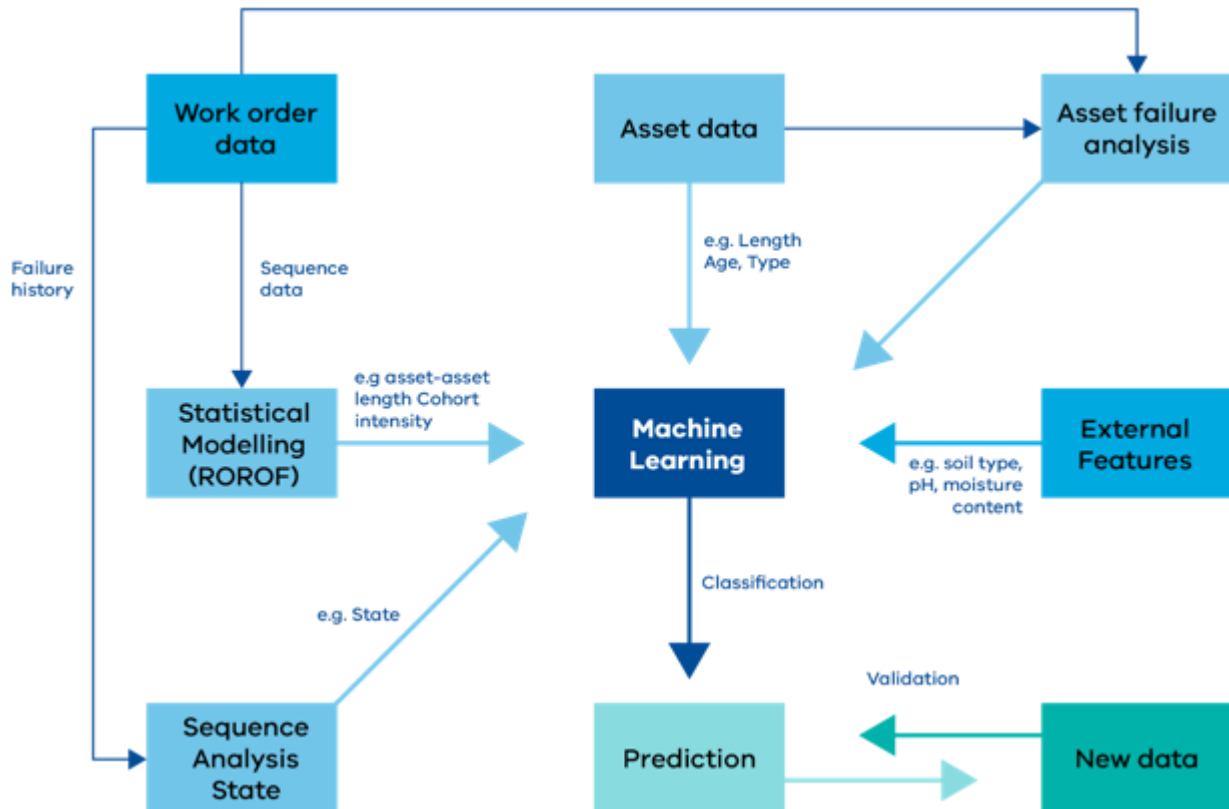 Work order
data
Asset data
Asset failure
analysis
Failure
history
Sequence
data
e.g. Length
Age, Type
e.g asset-asset
length Cohort
intensity
Statistical
Modelling
(ROROF)
Machine
Learning
External
Features
e.g. soil type,
pH, moisture
content
Classification
e.g. State
Validation
Sequence
Analysis
State
Prediction
New data